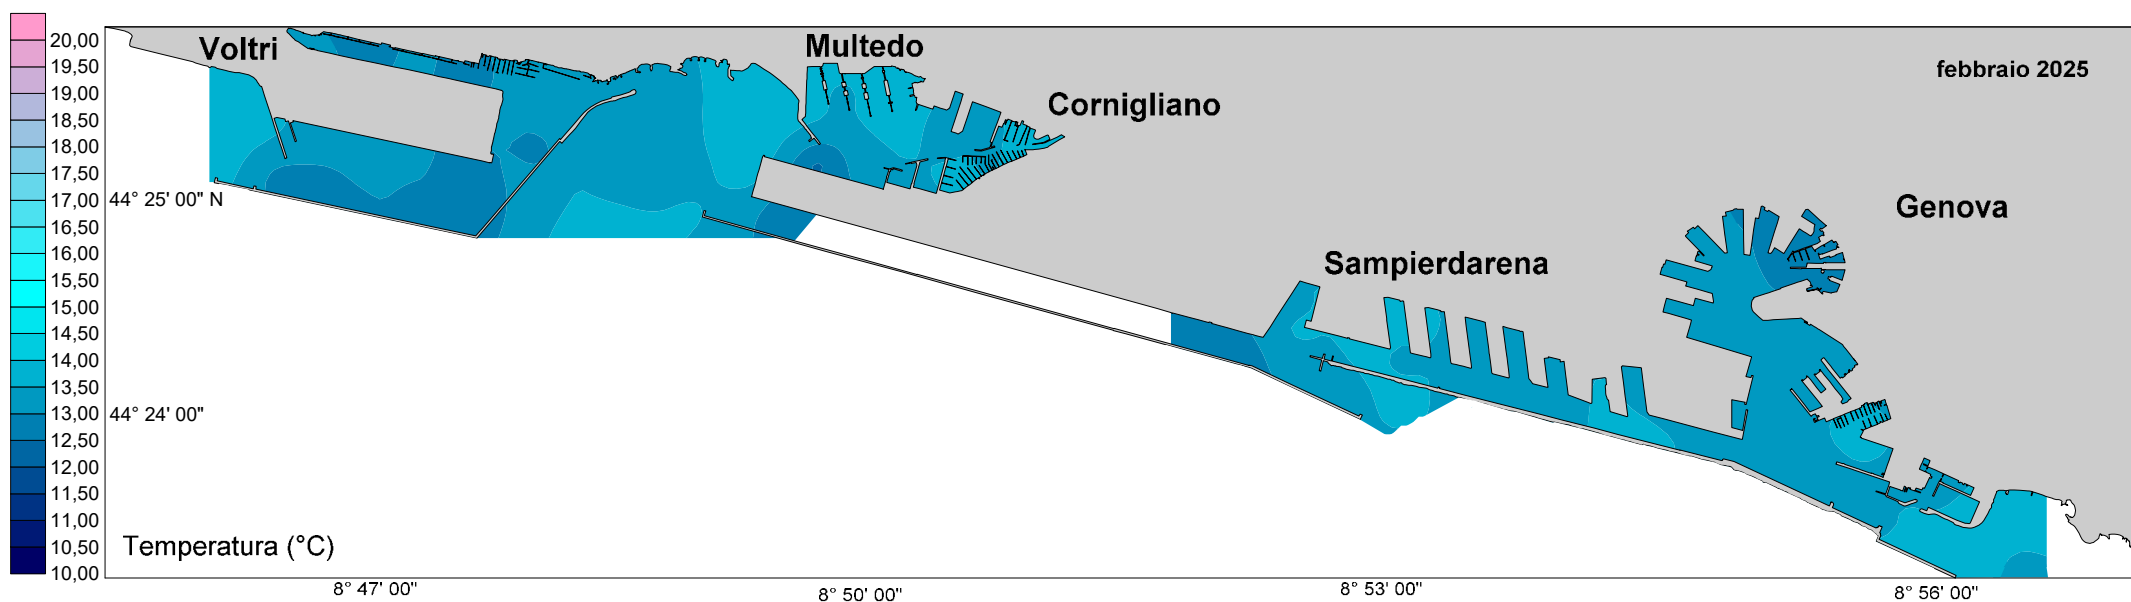 Voltri
Multedo
Cornigliano
febbraio 2025
Sampierdarena
Genova
20,00
19,50
19,00
18,50
18,00
17,50
17,00
16,50
16,00
15,50
15,00
14,50
14,00
13,50
13,00
12,50
12,00
11,50
11,00
10,50
10,00
44° 25' 00" N
44° 24' 00"
Temperatura (°C)
8° 47' 00"
8° 50' 00"
8° 53' 00"
8° 56' 00"